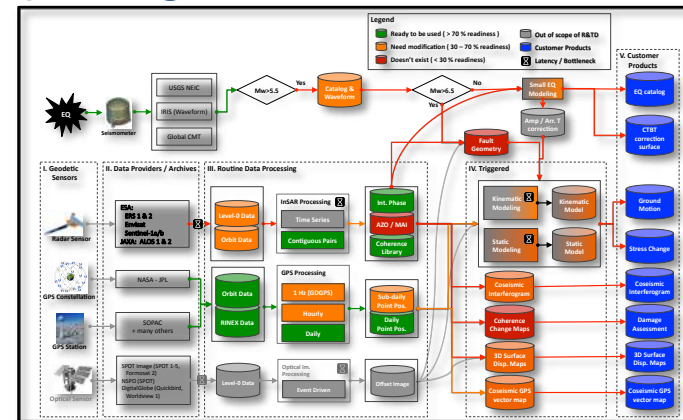 Legend
Ready to be used ( > 70 % readiness)
Need modification ( 30 – 70 % readiness)
Doesn't exist ( < 30 % readiness)
Out of scope of R&TD
Customer Products
Latency / Bottleneck
V. Customer
Products
EQ
Seismometer
USGS NEIC
IRIS (Waveform)
Global CMT
Mw>5.5
Yes
Catalog &
Waveform
Mw>6.5
No
Yes
Small EQ
Modeling
Amp / Arr. T
correction
Fault
Geometry
EQ catalog
CTBT
correction
surface
I. Geodetic
Sensors
II. Data Providers / Archives
III. Routine Data Processing
IV. Triggered
Radar Sensor
ESA:
ERS 1 & 2
Envisat
Sentinel-1a/b
JAXA: ALOS 1 & 2
Level-0 Data
Orbit Data
InSAR Processing
Time Series
Contiguous Pairs
Int. Phase
AZO / MAI
Coherence
Library
Kinematic
Modeling
Kinematic
Model
Static
Modeling
Static
Model
Ground
Motion
Stress Change
GPS Constellation
NASA - JPL
GPS Station
SOPAC
+ many others
Orbit Data
RINEX Data
GPS Processing
1 Hz (GDGPS)
Hourly
Daily
Sub-daily
Point Pos.
Daily
Point Pos.
Coseismic
Interferogram
Coherence
Change Maps
3D Surface
Disp. Maps
Coseismic GPS
vector map
Coseismic
Interferogram
Damage
Assessment
3D Surface
Disp. Maps
Coseismic GPS
vector map
Optical Sensor
SPOT Image (SPOT 1-5,
Formosat 2)
NSPO (SPOT)
DigitalGlobe (Quickbird,
Worldview 1)
Level-0 Data
Optical Im.
Processing
Event Driven
Offset Image